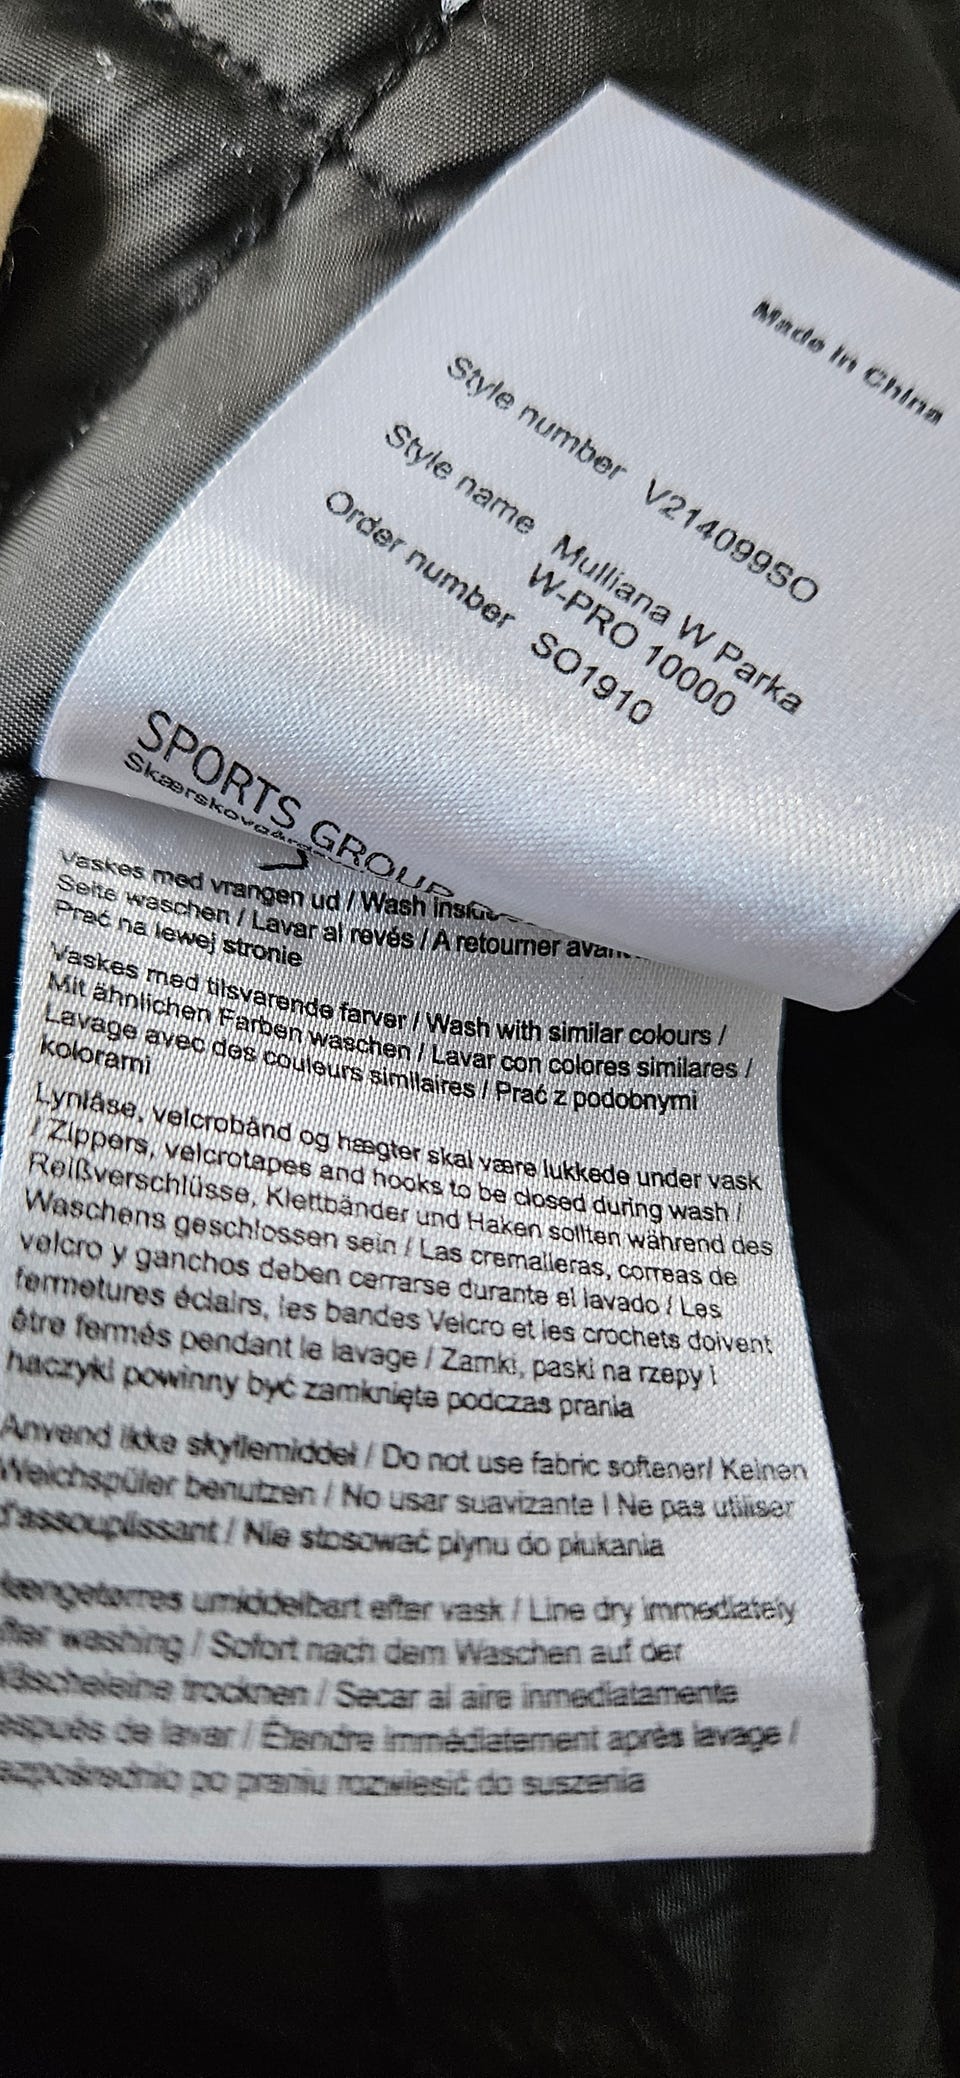 Made in China
Style number V214099SO
Style name Mulliana W Parka
W-PRO 10000
Order number SO1910
SPORTS GROUP
Vaskes med vrangen ud / Wash
Seite waschen / Lavar al revés / A retourner
Prać na lewej stronie
Vaskes med tilsvarende farver / Wash with similar colours /
Mit ähnlichen Farben waschen / Lavar con colores similares /
Lavage avec des couleurs similaires / Prać z podobnymi
kolorami
Lynlåse, velcrobånd og hægter skal være lukkede under vask
/ Zippers, velcrotapes and hooks to be closed during wash /
Reißverschlüsse, Klettbänder und Haken sollten während des
Waschens geschlossen sein / Las cremalleras, correas de
velcro y ganchos deben cerrarse durante el lavado / Les
fermetures éclairs, les bandes Velcro et les crochets doivent
être fermés pendant le lavage / Zamki, paski na rzepy i
haczyki powinny być zamknięte podczas prania
Anvend ikke skyllemiddel / Do not use fabric softener/ Keinen
Weichspüler benutzen / No usar suavizante / Ne pas utiliser
d'assouplissant / Nie stosować płynu do płukania
umiddelbart efter vask / Line dry immediately
washing / Sofort nach dem Waschen auf der
trocknen / Secar al aire inmediatamente
de lavar / Étendre immédiatement après lavage /
po praniu rozwiesić do suszenia